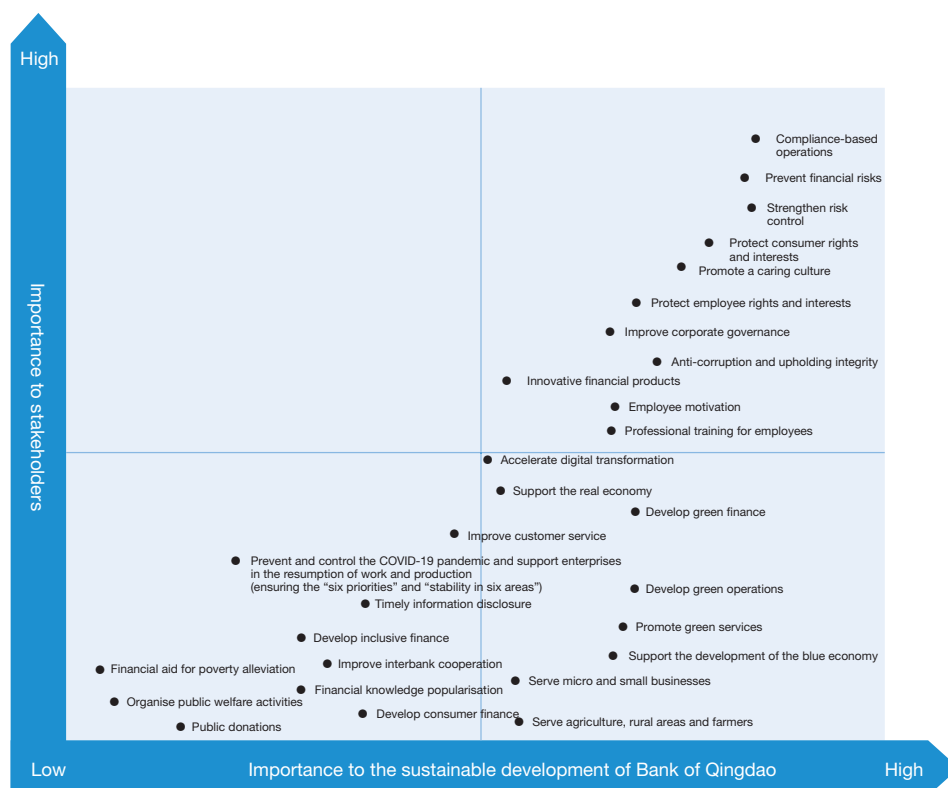 High
Importance to stakeholders
Compliance-based
operations
Prevent financial risks
Strengthen risk
control
Protect consumer rights
and interests
Promote a caring culture
Protect employee rights and interests
Improve corporate governance
Anti-corruption and upholding integrity
Innovative financial products
Employee motivation
Professional training for employees
Accelerate digital transformation
Support the real economy
Develop green finance
Improve customer service
Prevent and control the COVID-19 pandemic and support enterprises
in the resumption of work and production
(ensuring the “six priorities” and “stability in six areas”)
Develop green operations
Timely information disclosure
Promote green services
Develop inclusive finance
Support the development of the blue economy
Improve interbank cooperation
Financial aid for poverty alleviation
Serve micro and small businesses
Financial knowledge popularisation
Organise public welfare activities
Develop consumer finance
Serve agriculture, rural areas and farmers
Public donations
Low
Importance to the sustainable development of Bank of Qingdao
High